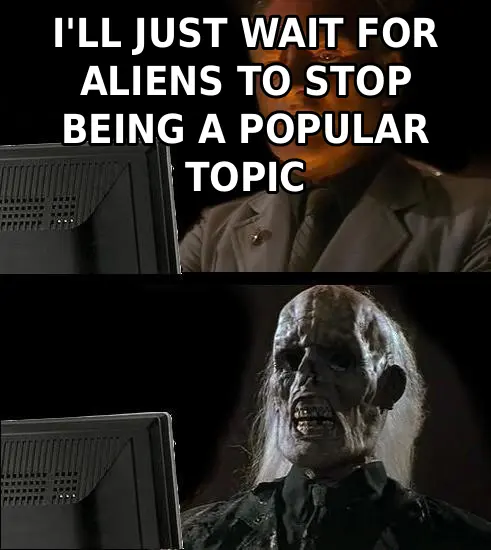 I'LL JUST WAIT FOR
ALIENS TO STOP
BEING A POPULAR
TOPIC